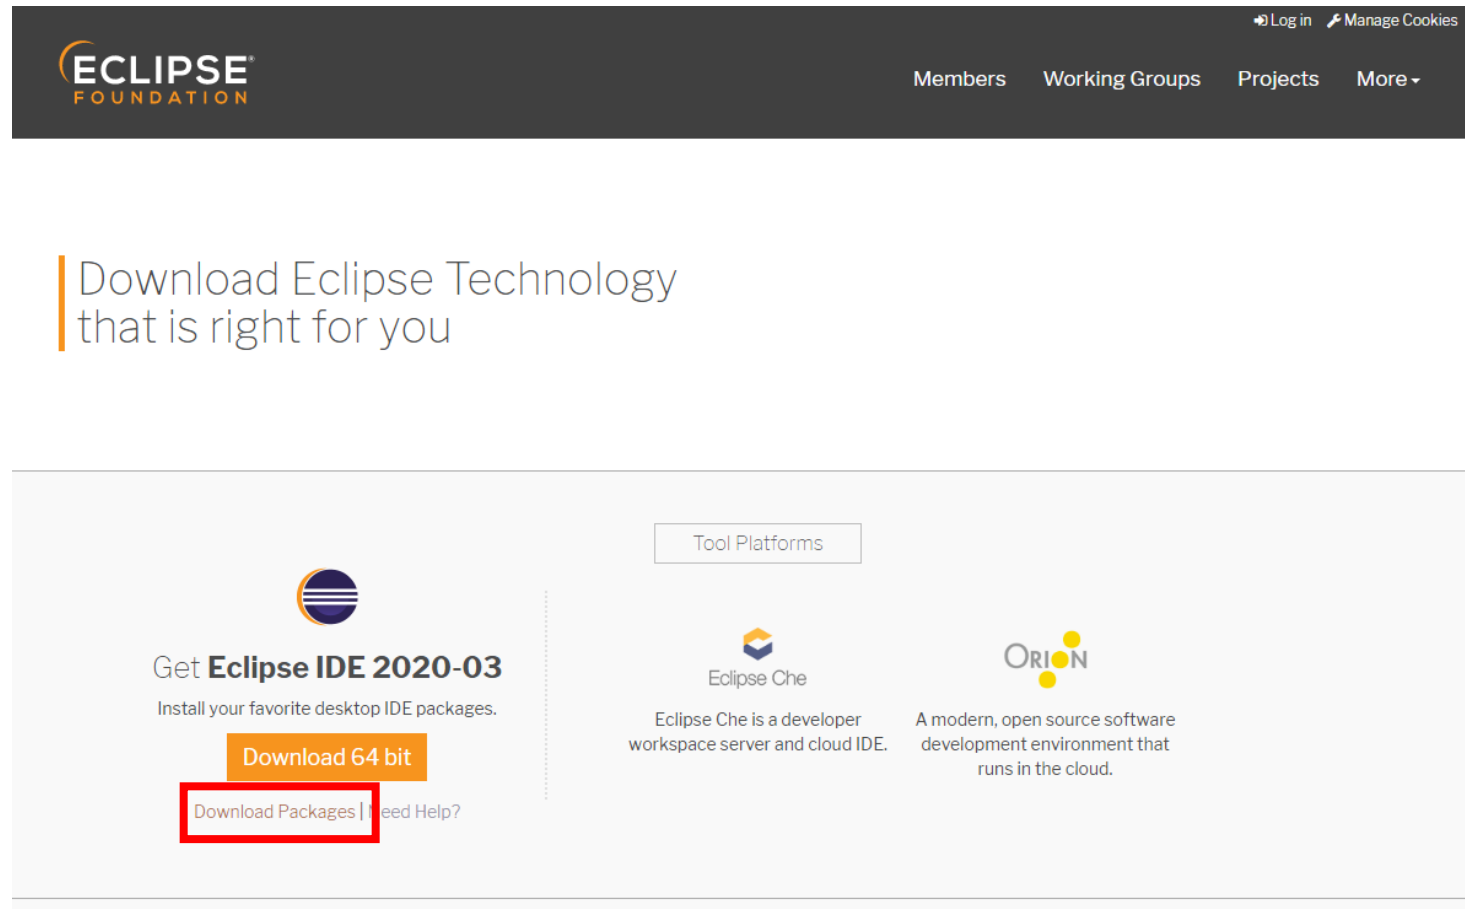 Log in Manage Cookies
ECLIPSE
FOUNDATION
Members Working Groups Projects More
Download Eclipse Technology
that is right for you
Tool Platforms
Get Eclipse IDE 2020-03
Install your favorite desktop IDE packages.
Download 64 bit
Download Packages | eed Help?
Eclipse Che
Eclipse Che is a developer
workspace server and cloud IDE.
ORION
A modern, open source software
development environment that
runs in the cloud.